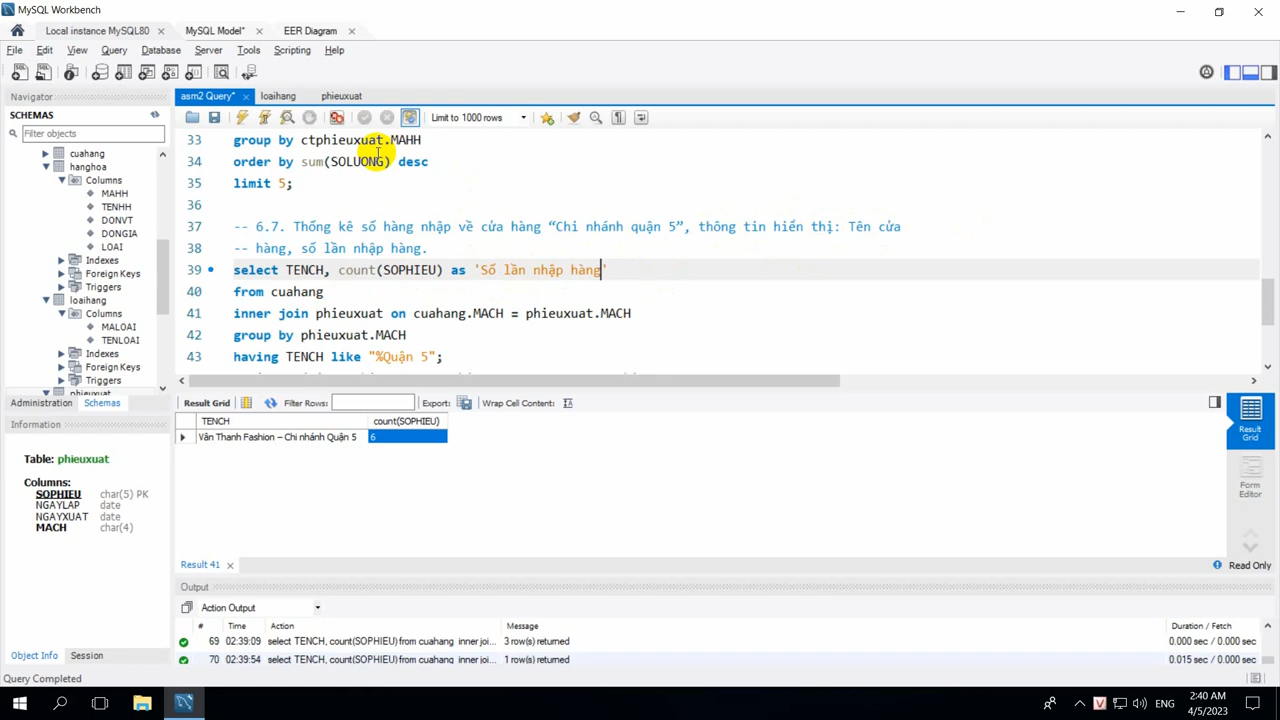 MySQL Workbench
Local instance MySQL80
MySQL Model*
EER Diagram
File Edit View Query Database Server Tools Scripting Help
Navigator
SCHEMAS
Filter objects
cuahang
hanghoa
Columns
MAHH
TENHH
DONVT
DONGIA
LOAI
Indexes
Foreign Keys
Triggers
loaihang
Columns
MALOAI
TENLOAI
Indexes
Foreign Keys
Triggers
phieuxuat
Administration Schemas
Information
Table: phieuxuat
Columns:
SOPHIEU char(5) PK
NGAYLAP date
NGAYXUAT date
MACH char(4)
Object Info Session
asm2 Query* loaihang phieuxuat
Limit to 1000 rows
33 group by ctphieuxuat.MAHH
34 order by sum(SOLUONG) desc
35 limit 5;
36
37 -- 6.7. Thống kê số hàng nhập về cửa hàng “Chi nhánh quận 5”, thông tin hiển thị: Tên cửa
38 -- hàng, số lần nhập hàng.
39 select TENCH, count(SOPHIEU) as 'Số lần nhập hàng'
40 from cuahang
41 inner join phieuxuat on cuahang.MACH = phieuxuat.MACH
42 group by phieuxuat.MACH
43 having TENCH like "%Quận 5";
Result Grid Filter Rows: Export: Wrap Cell Content:
TENCH count(SOPHIEU)
Vân Thanh Fashion – Chi nhánh Quận 5 6
Result Grid
Form Editor
Result 41
Read Only
Output
Action Output
# Time Action Message Duration / Fetch
69 02:39:09 select TENCH, count(SOPHIEU) from cuahang inner joi... 3 row(s) returned 0.000 sec / 0.000 sec
70 02:39:54 select TENCH, count(SOPHIEU) from cuahang inner joi... 1 row(s) returned 0.015 sec / 0.000 sec
Query Completed
ENG
2:40 AM
4/5/2023